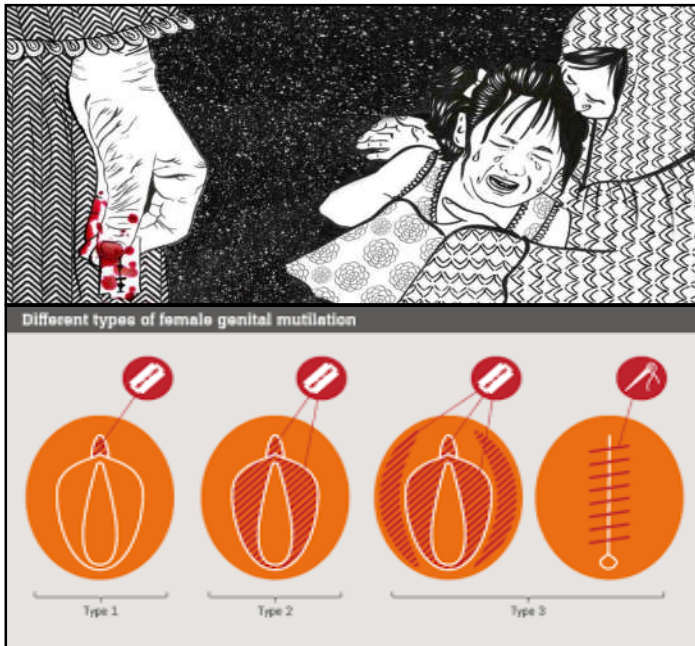 Different types of female genital mutilation
Type 1
Type 2
Type 3